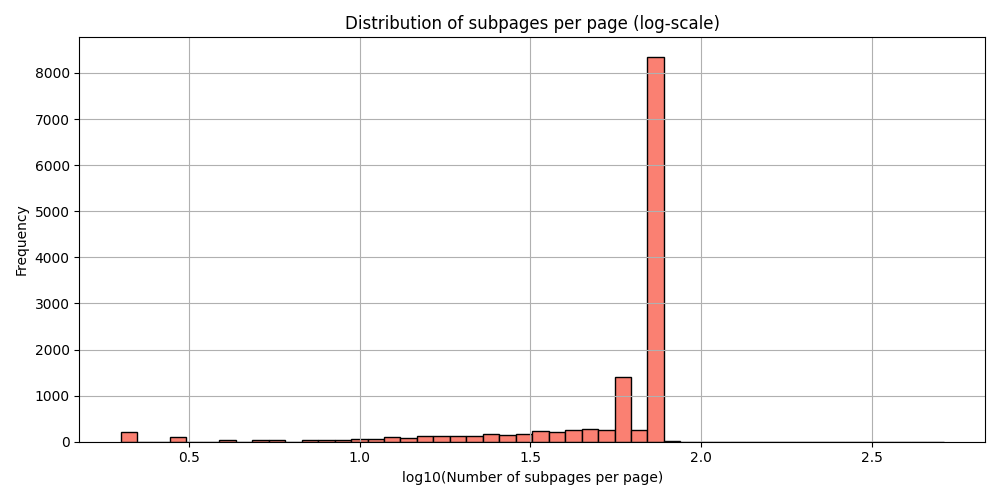 Distribution of subpages per page (log-scale)
8000
7000
6000
5000
4000
3000
2000
1000
0
Frequency
0.5 1.0 1.5 2.0 2.5
log10(Number of subpages per page)